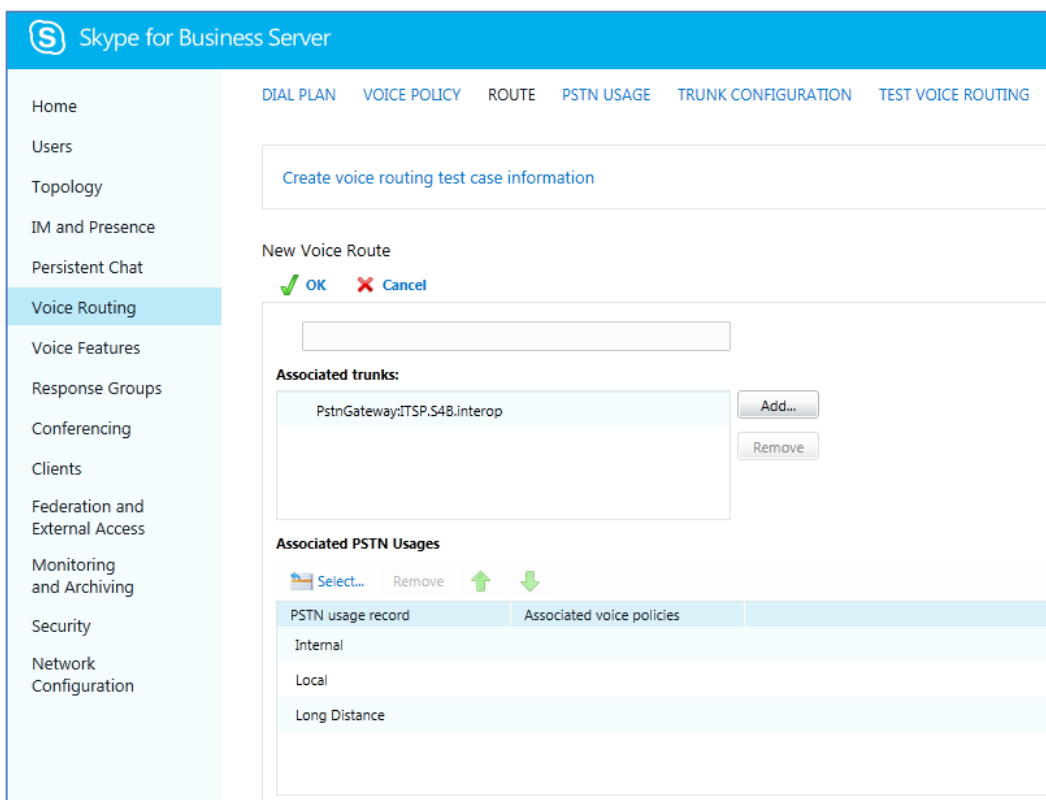 Skype for Business Server
Home
Users
Topology
IM and Presence
Persistent Chat
Voice Routing
Voice Features
Response Groups
Conferencing
Clients
Federation and
External Access
Monitoring
and Archiving
Security
Network
Configuration
DIAL PLAN VOICE POLICY ROUTE PSTN USAGE TRUNK CONFIGURATION TEST VOICE ROUTING
Create voice routing test case information
New Voice Route
OK Cancel
Associated trunks:
PstnGateway:ITSP.S4B.interop
Add...
Remove
Associated PSTN Usages
Select... Remove
PSTN usage record Associated voice policies
Internal
Local
Long Distance